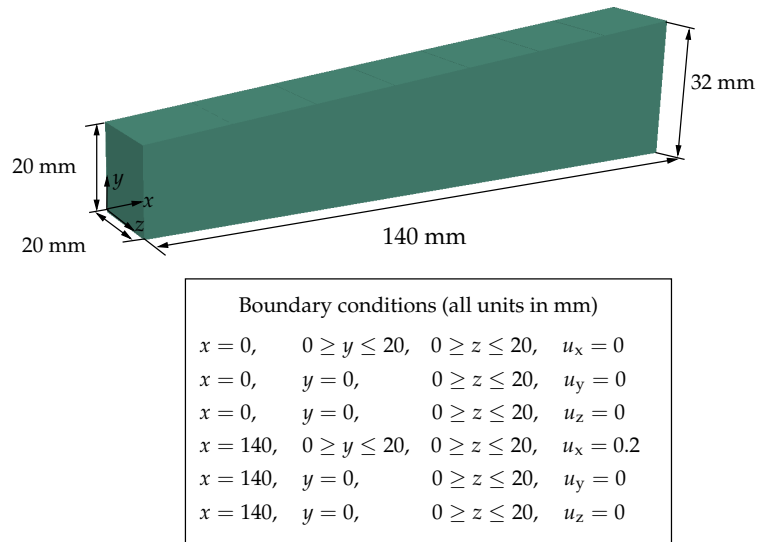 32 mm
20 mm
y
x
z
20 mm
140 mm
Boundary conditions (all units in mm)
x = 0, 0 ≥ y ≤ 20, 0 ≥ z ≤ 20, uₓ = 0
x = 0, y = 0, 0 ≥ z ≤ 20, u_y = 0
x = 0, y = 0, 0 ≥ z ≤ 20, u_z = 0
x = 140, 0 ≥ y ≤ 20, 0 ≥ z ≤ 20, uₓ = 0.2
x = 140, y = 0, 0 ≥ z ≤ 20, u_y = 0
x = 140, y = 0, 0 ≥ z ≤ 20, u_z = 0